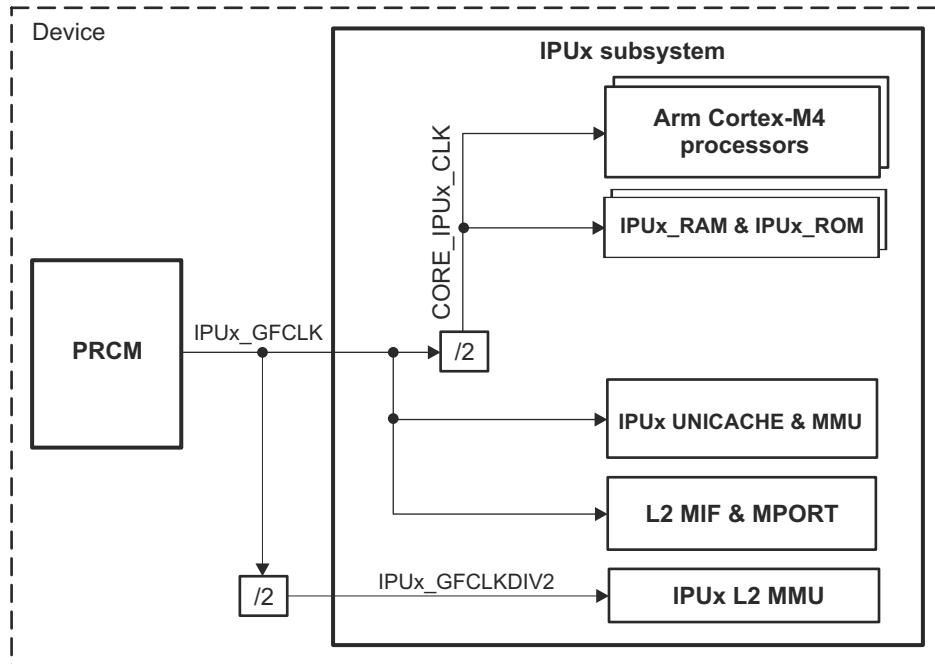 Device
IPUx subsystem
Arm Cortex-M4
processors
CORE_IPUx_CLK
IPUx_RAM & IPUx_ROM
IPUx_GFCLK
PRCM
/2
IPUx UNICACHE & MMU
L2 MIF & MPORT
IPUx_GFCLKDIV2
/2
IPUx L2 MMU